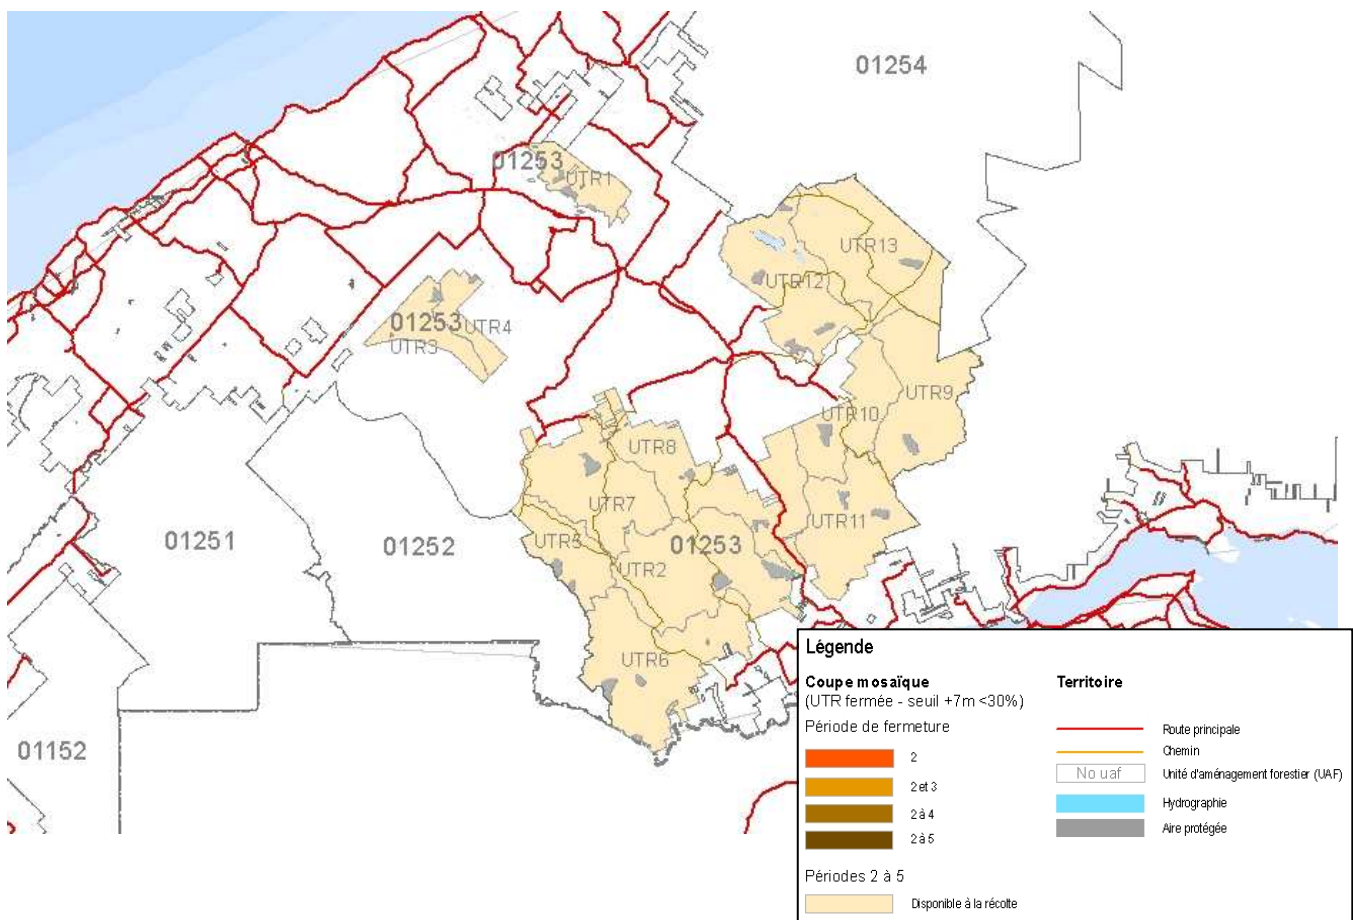 01254
01253
UTR1
UTR13
UTR12
01253
UTR4
UTR3
UTR9
UTR10
UTR8
UTR7
UTR11
01251
01252
UTR5
01253
UTR2
UTR6
01152
Légende
Coupe mosaïque
(UTR fermée - seuil +7m <30%)
Période de fermeture
2
2 et 3
2 à 4
2 à 5
Périodes 2 à 5
Disponible à la récolte
Territoire
Route principale
Chemin
No uaf
Unité d'aménagement forestier (UAF)
Hydrographie
Aire protégée